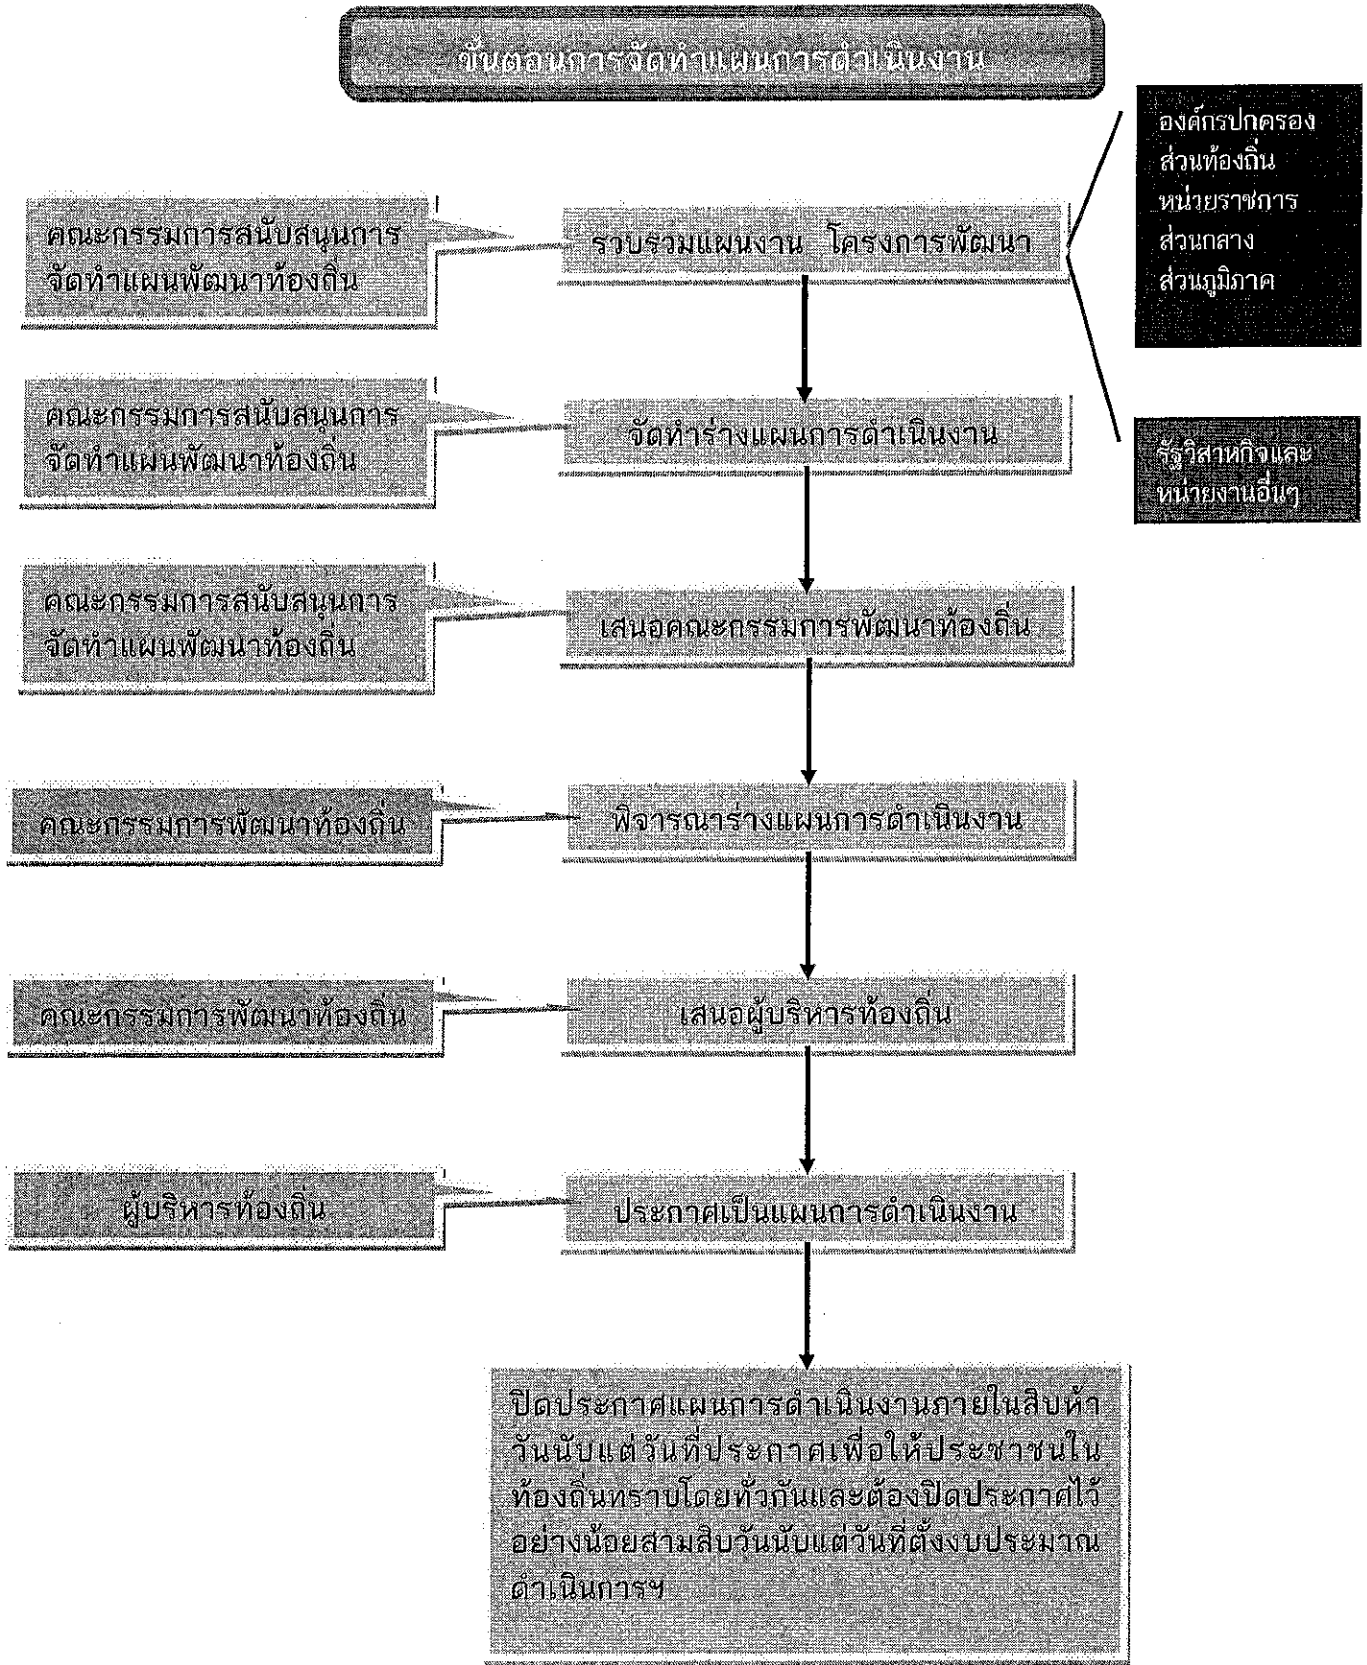 ขั้นตอนการจัดทำแผนการดำเนินงาน
องค์กรปกครอง
ส่วนท้องถิ่น
หน่วยราชการ
ส่วนกลาง
ส่วนภูมิภาค
คณะกรรมการสนับสนุนการ
จัดทำแผนพัฒนาท้องถิ่น
รวบรวมแผนงาน โครงการพัฒนา
คณะกรรมการสนับสนุนการ
จัดทำแผนพัฒนาท้องถิ่น
จัดทำร่างแผนการดำเนินงาน
รัฐวิสาหกิจและ
หน่วยงานอื่นๆ
คณะกรรมการสนับสนุนการ
จัดทำแผนพัฒนาท้องถิ่น
เสนอคณะกรรมการพัฒนาท้องถิ่น
คณะกรรมการพัฒนาท้องถิ่น
พิจารณาร่างแผนการดำเนินงาน
คณะกรรมการพัฒนาท้องถิ่น
เสนอผู้บริหารท้องถิ่น
ผู้บริหารท้องถิ่น
ประกาศเป็นแผนการดำเนินงาน
ปิดประกาศแผนการดำเนินงานภายในสิบห้า
วันนับแต่วันที่ประกาศเพื่อให้ประชาชนใน
ท้องถิ่นทราบโดยทั่วกันและต้องปิดประกาศไว้
อย่างน้อยสามสิบวันนับแต่วันที่ตั้งงบประมาณ
ดำเนินการฯ